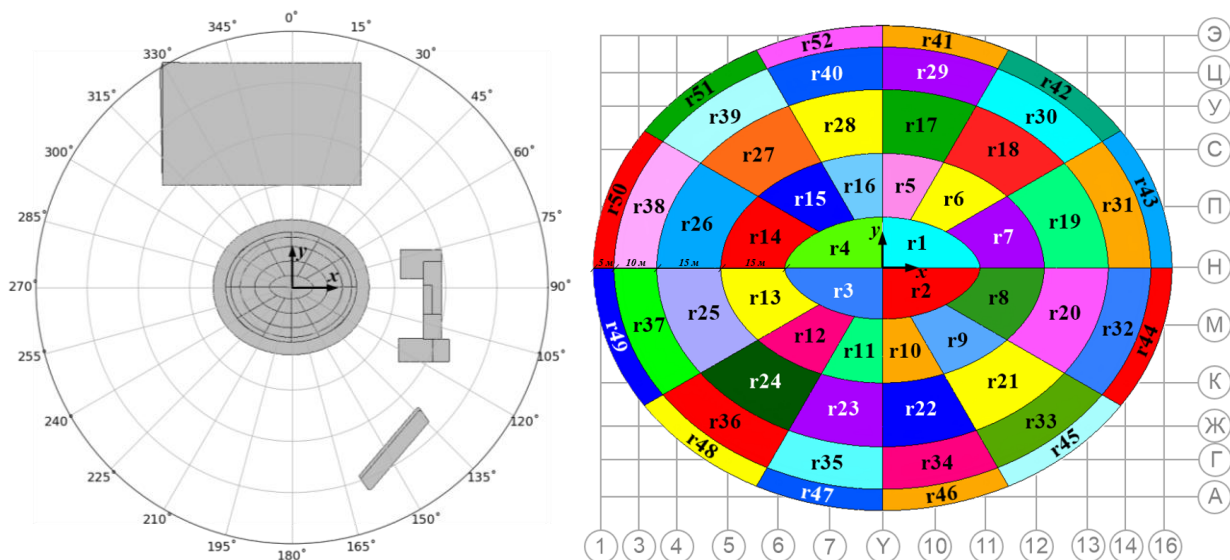 0°
345° 15°
330° 30°
315° 45°
300° 60°
285° 75°
270° 90°
255° 105°
240° 120°
225° 135°
210° 150°
195° 165°
180°
y
x
r52 r41 Э
r40 r29 Ц
r51 r39 r30 r42
r28 r17 У
r27 r18 С
r50 r38 r16 r5 r31 r43
r26 r15 r6 r19 П
r14 r4 y r1 r7
5 м 10 м 15 м 15 м x Н
r3 r2
r49 r37 r25 r13 r8 r20 r32 r44
r12 r11 r10 r9 М
r24 r21 К
r23 r22
r48 r36 r33 r45 Ж
r35 r34 Г
r47 r46 А
1 3 4 5 6 7 Y 10 11 12 13 14 16